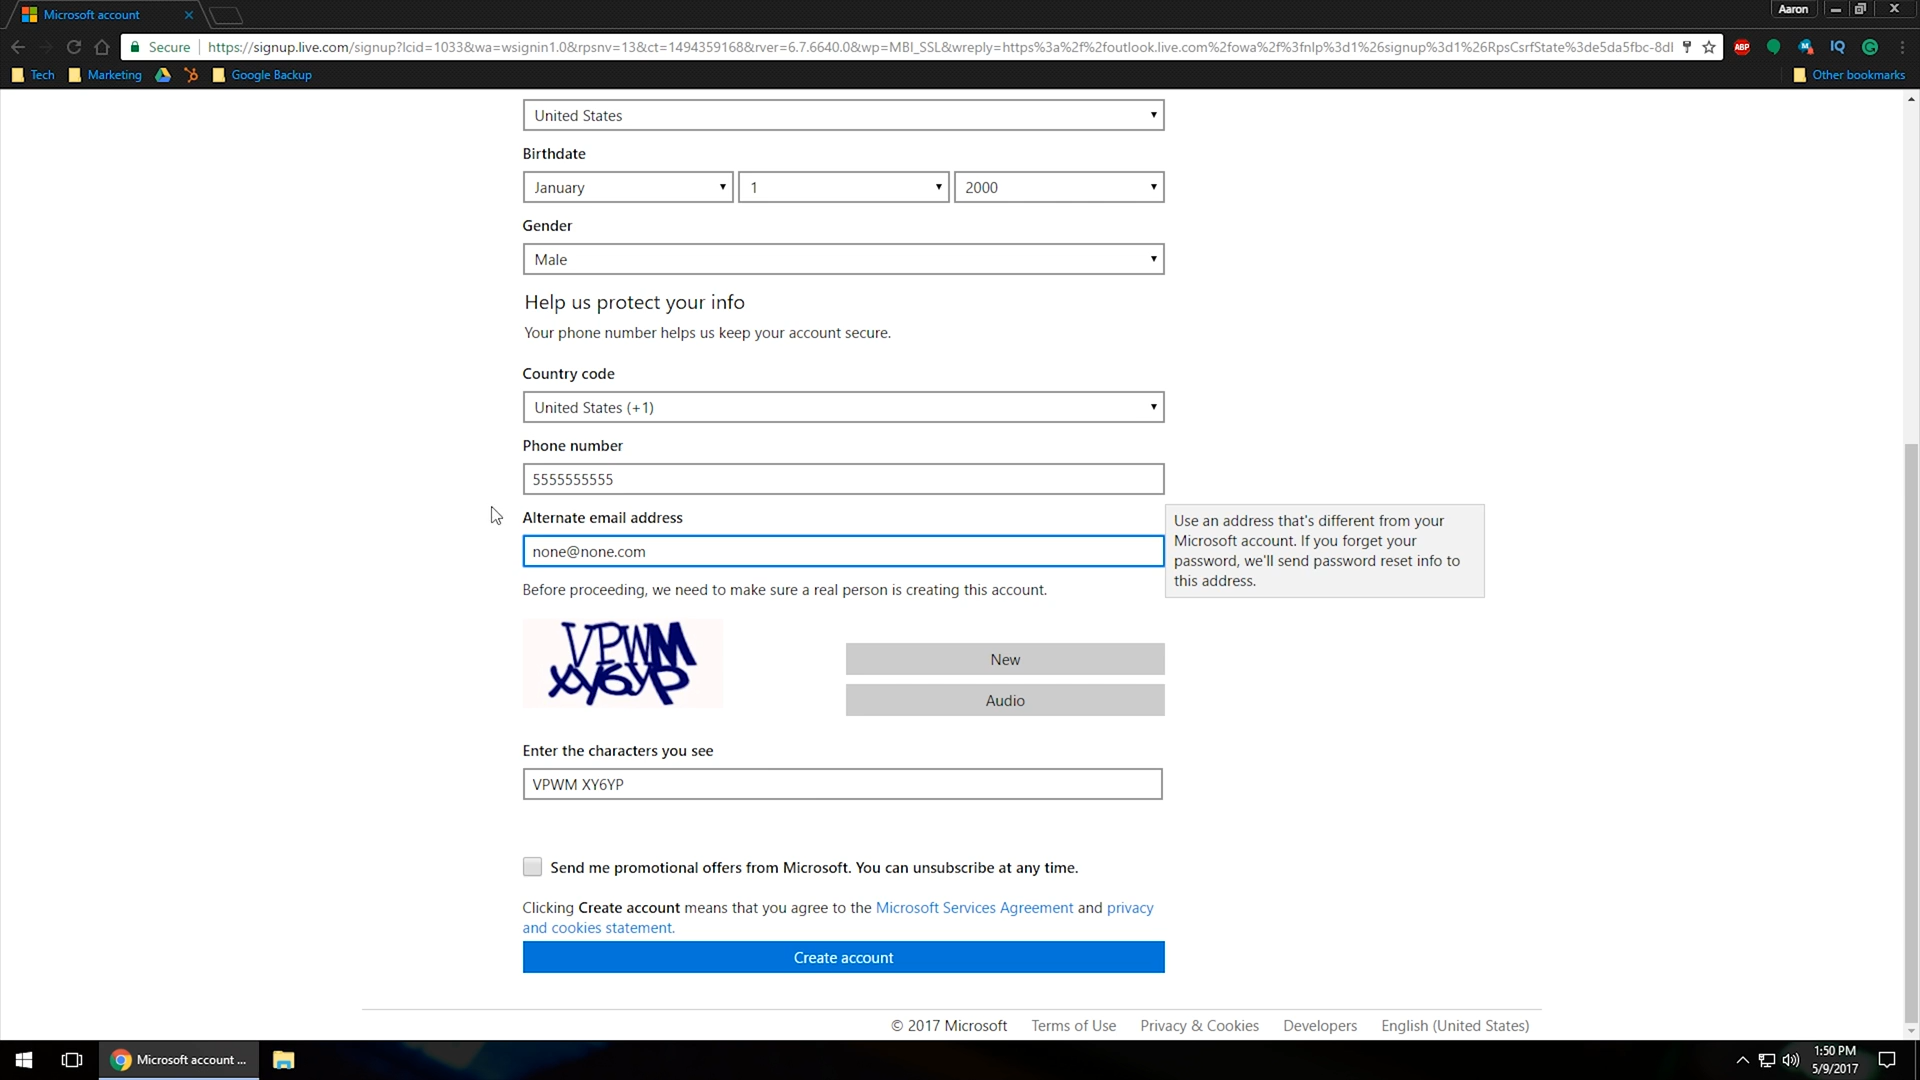 Microsoft account
Aaron
Secure
https://signup.live.com/signup?lcid=1033&wa=wsignin1.0&rpsnv=13&ct=1494359168&rver=6.7.6640.0&wp=MBI_SSL&wreply=https%3a%2f%2foutlook.live.com%2fowa%2f%3fnlp%3d1%26signup%3d1%26RpsCsrfState%3de5da5fbc-8dl
ABP
IQ
Tech
Marketing
Google Backup
Other bookmarks
United States
Birthdate
January
1
2000
Gender
Male
Help us protect your info
Your phone number helps us keep your account secure.
Country code
United States (+1)
Phone number
5555555555
Alternate email address
none@none.com
Use an address that's different from your
Microsoft account. If you forget your
password, we'll send password reset info to
this address.
Before proceeding, we need to make sure a real person is creating this account.
VPWM
XY6YP
New
Audio
Enter the characters you see
VPWM XY6YP
Send me promotional offers from Microsoft. You can unsubscribe at any time.
Clicking Create account means that you agree to the Microsoft Services Agreement and privacy
and cookies statement.
Create account
© 2017 Microsoft
Terms of Use
Privacy & Cookies
Developers
English (United States)
Microsoft account ...
1:50 PM
5/9/2017